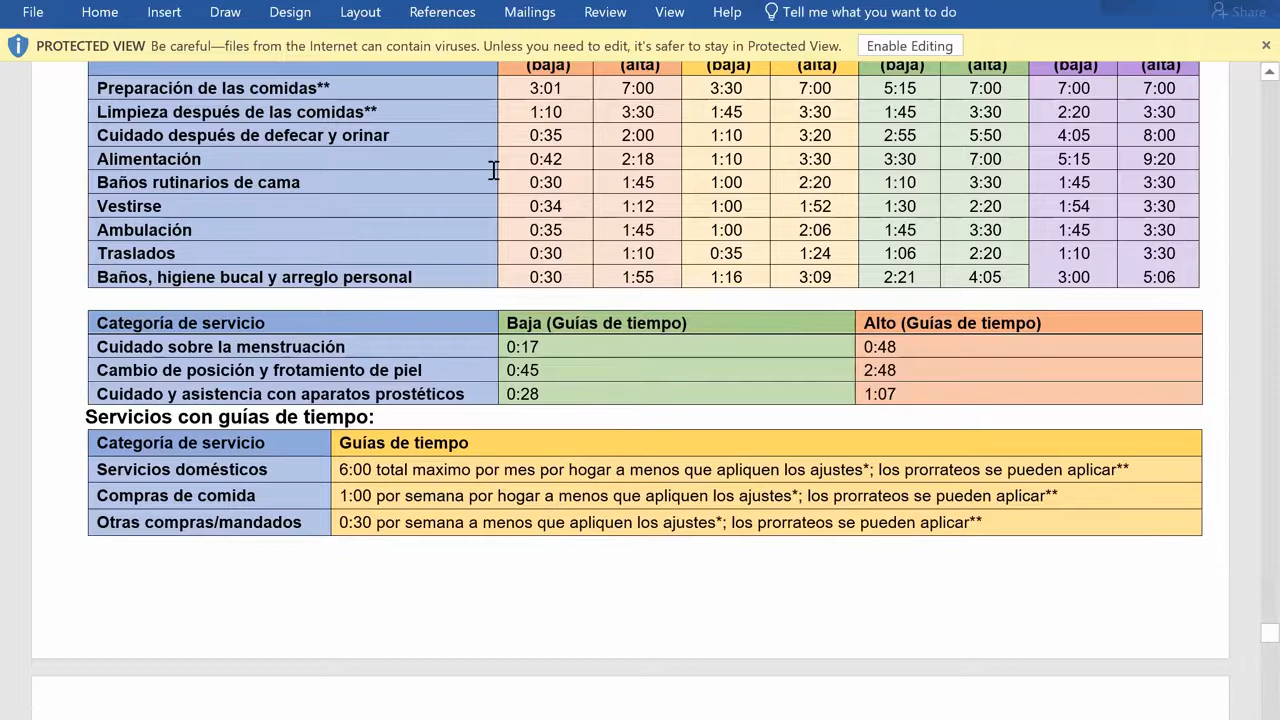 File Home Insert Draw Design Layout References Mailings Review View Help Tell me what you want to do Share
PROTECTED VIEW Be careful—files from the Internet can contain viruses. Unless you need to edit, it's safer to stay in Protected View. Enable Editing
(baja) (alta) (baja) (alta) (baja) (alta) (baja) (alta)
Preparación de las comidas** 3:01 7:00 3:30 7:00 5:15 7:00 7:00 7:00
Limpieza después de las comidas** 1:10 3:30 1:45 3:30 1:45 3:30 2:20 3:30
Cuidado después de defecar y orinar 0:35 2:00 1:10 3:20 2:55 5:50 4:05 8:00
Alimentación 0:42 2:18 1:10 3:30 3:30 7:00 5:15 9:20
Baños rutinarios de cama 0:30 1:45 1:00 2:20 1:10 3:30 1:45 3:30
Vestirse 0:34 1:12 1:00 1:52 1:30 2:20 1:54 3:30
Ambulación 0:35 1:45 1:00 2:06 1:45 3:30 1:45 3:30
Traslados 0:30 1:10 0:35 1:24 1:06 2:20 1:10 3:30
Baños, higiene bucal y arreglo personal 0:30 1:55 1:16 3:09 2:21 4:05 3:00 5:06
Categoría de servicio Baja (Guías de tiempo) Alto (Guías de tiempo)
Cuidado sobre la menstruación 0:17 0:48
Cambio de posición y frotamiento de piel 0:45 2:48
Cuidado y asistencia con aparatos prostéticos 0:28 1:07
Servicios con guías de tiempo:
Categoría de servicio Guías de tiempo
Servicios domésticos 6:00 total maximo por mes por hogar a menos que apliquen los ajustes*; los prorrateos se pueden aplicar**
Compras de comida 1:00 por semana por hogar a menos que apliquen los ajustes*; los prorrateos se pueden aplicar**
Otras compras/mandados 0:30 por semana a menos que apliquen los ajustes*; los prorrateos se pueden aplicar**